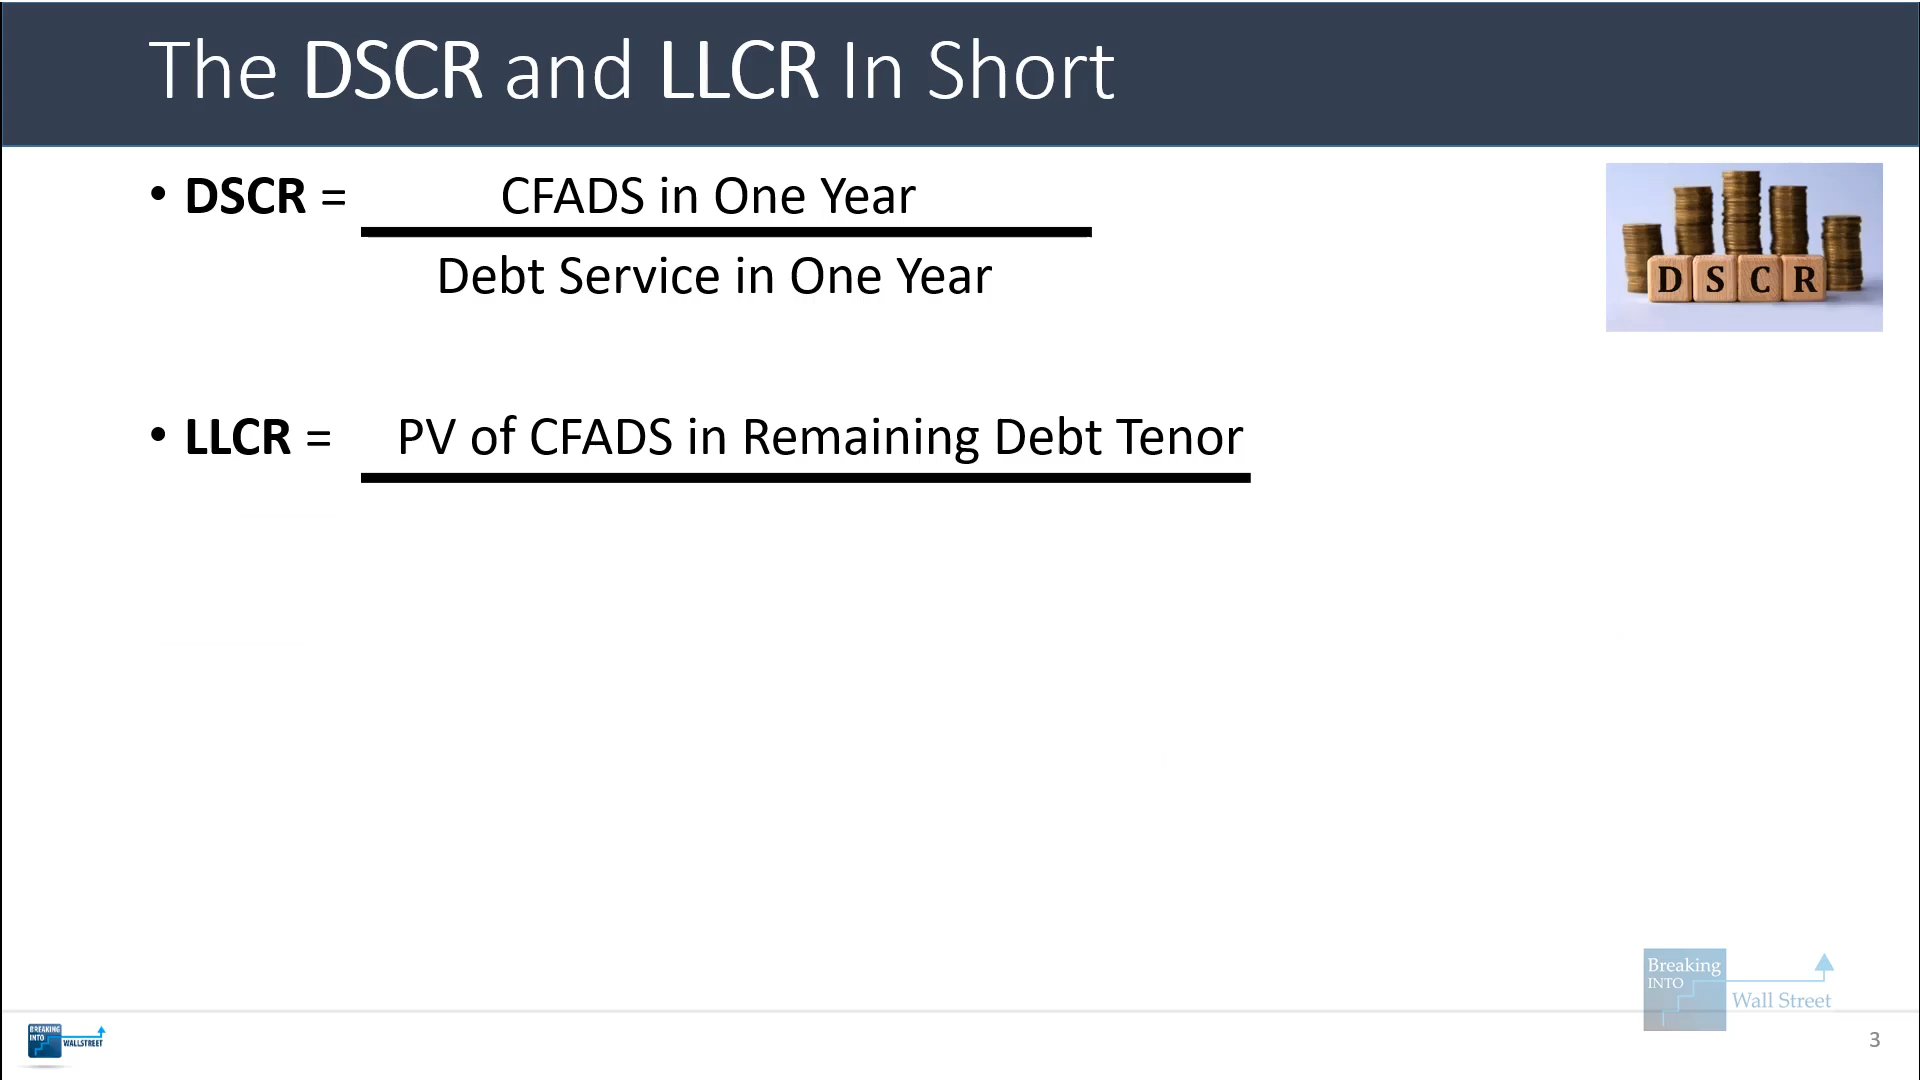 The DSCR and LLCR In Short
• DSCR = CFADS in One Year
Debt Service in One Year
D S C R
• LLCR = PV of CFADS in Remaining Debt Tenor
Breaking
INTO
Wall Street
BREAKING
INTO
WALLSTREET
3